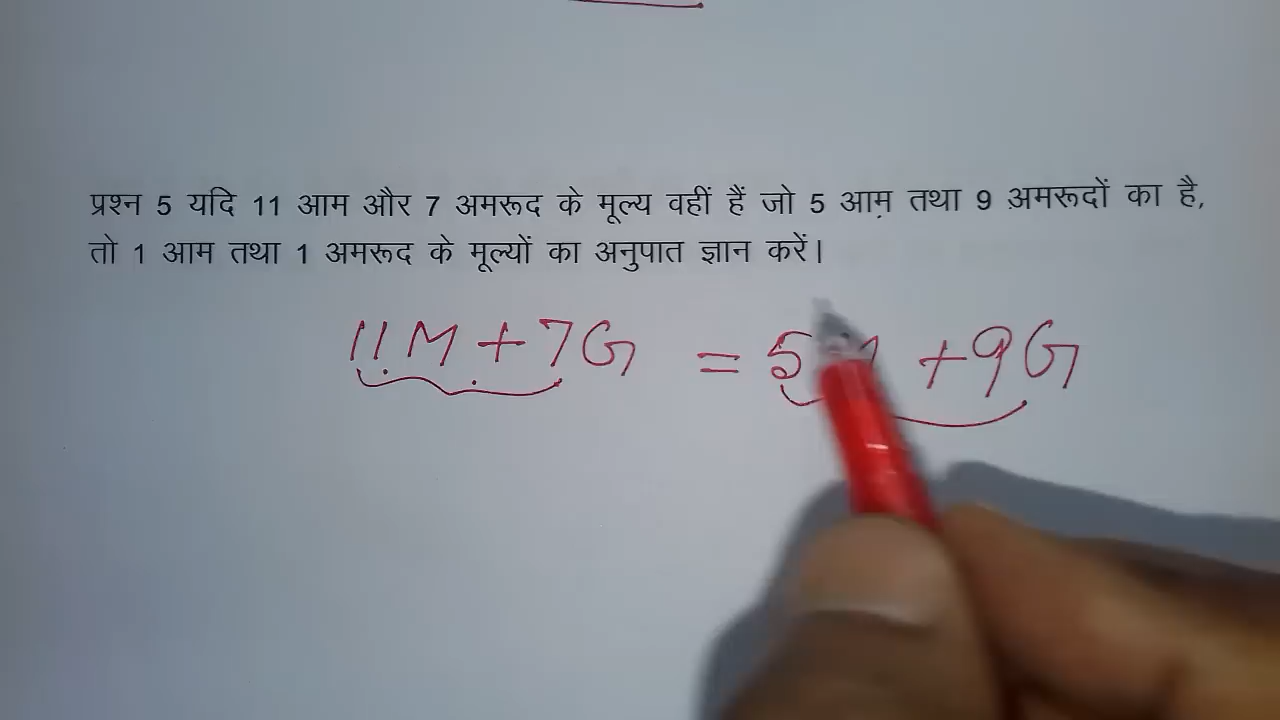 प्रश्न 5 यदि 11 आम और 7 अमरूद के मूल्य वहीं हैं जो 5 आम तथा 9 अमरूदों का है,
तो 1 आम तथा 1 अमरूद के मूल्यों का अनुपात ज्ञान करें।
11M + 7G = 5 + 9G